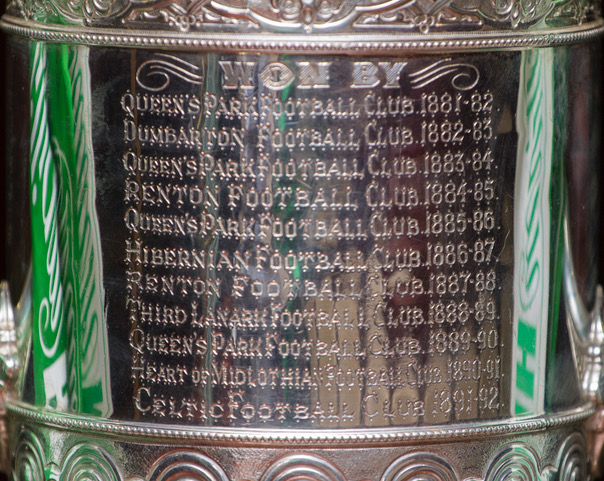 WON BY
QUEEN'S PARK FOOTBALL CLUB. 1881-82.
DUMBARTON FOOTBALL CLUB. 1882-83.
QUEEN'S PARK FOOTBALL CLUB. 1883-84.
RENTON FOOTBALL CLUB. 1884-85.
QUEEN'S PARK FOOTBALL CLUB. 1885-86.
HIBERNIAN FOOTBALL CLUB. 1886-87.
RENTON FOOTBALL CLUB. 1887-88.
THIRD LANARK FOOTBALL CLUB. 1888-89.
QUEEN'S PARK FOOTBALL CLUB. 1889-90.
HEART OF MIDLOTHIAN FOOTBALL CLUB. 1890-91.
CELTIC FOOTBALL CLUB. 1891-92.